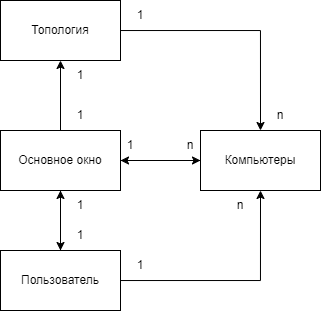 Топология
1
n
1
1
Основное окно
1
n
Компьютеры
1
n
1
Пользователь
1